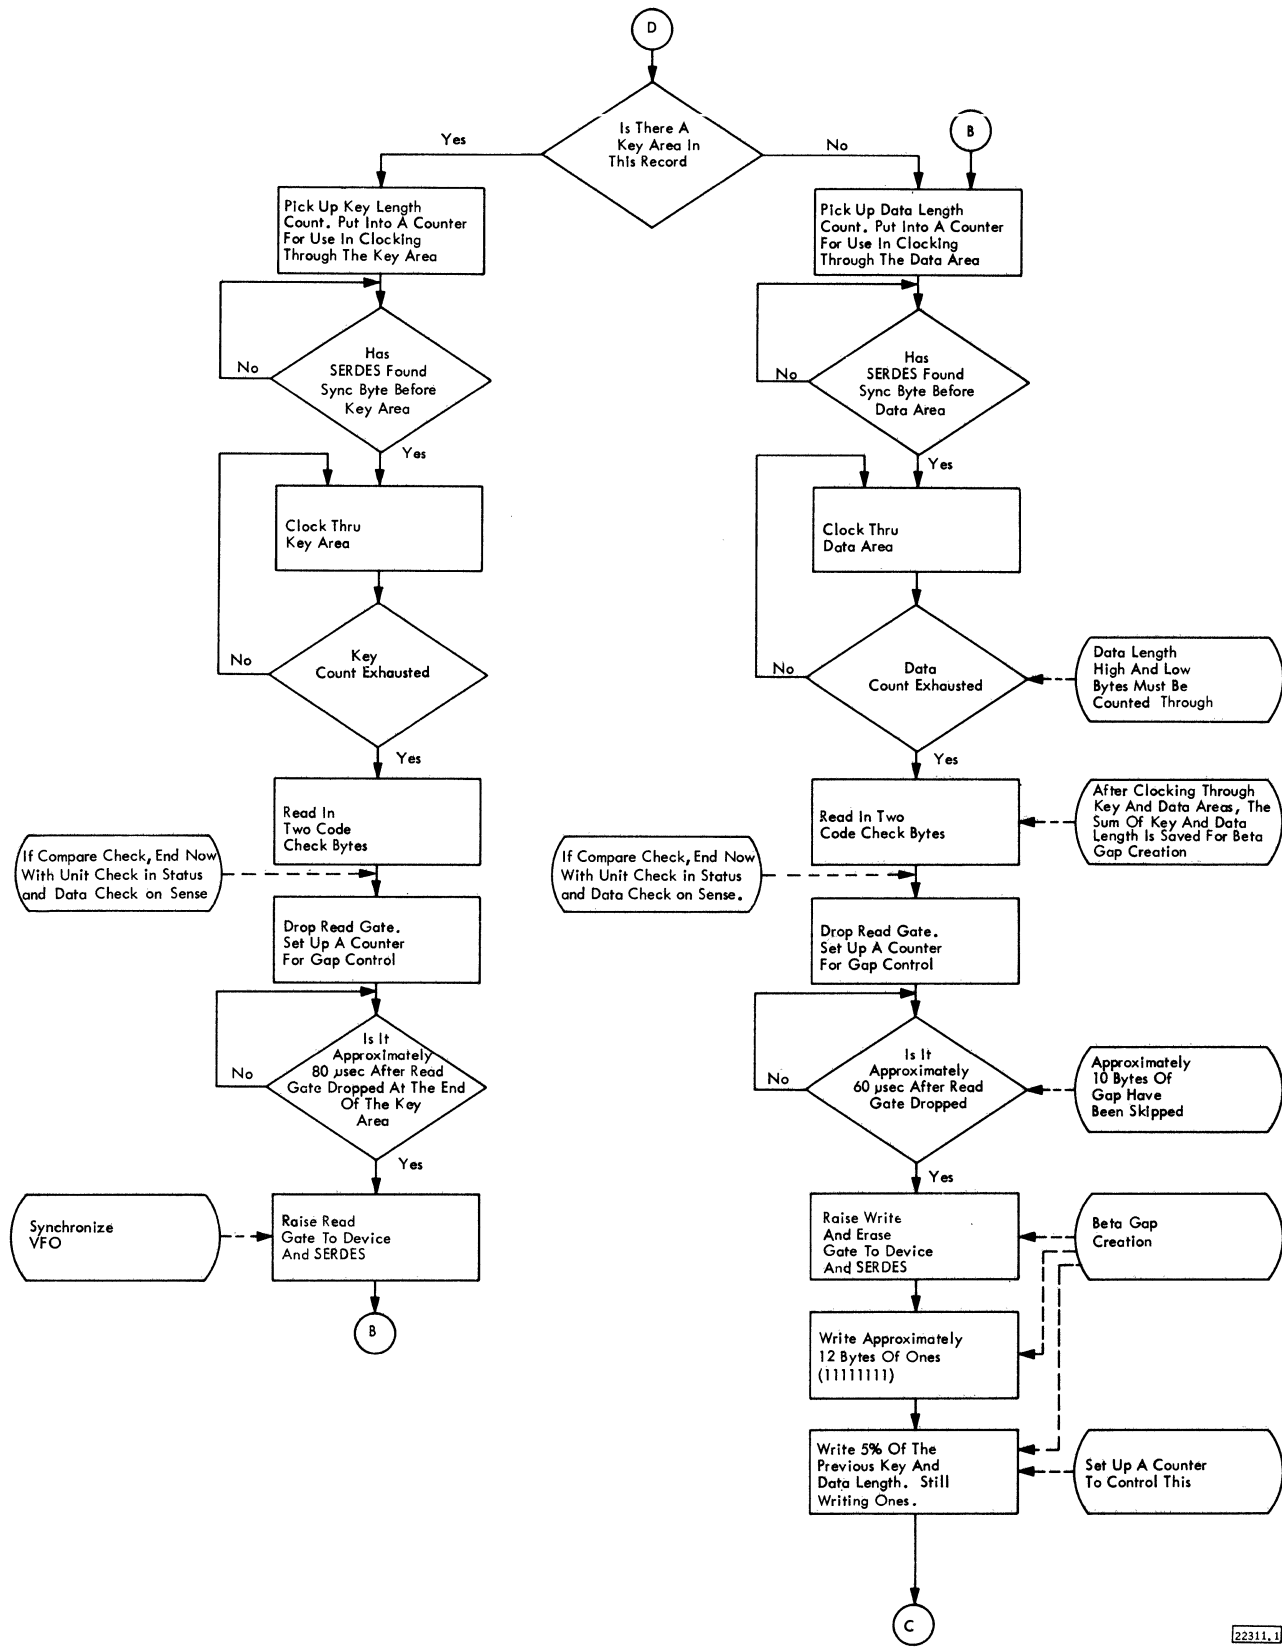 D
Is There A
Key Area In
This Record
Yes
No
B
Pick Up Key Length
Count. Put Into A Counter
For Use In Clocking
Through The Key Area
Pick Up Data Length
Count. Put Into A Counter
For Use In Clocking
Through The Data Area
Has
SERDES Found
Sync Byte Before
Key Area
No
Yes
Has
SERDES Found
Sync Byte Before
Data Area
No
Yes
Clock Thru
Key Area
Clock Thru
Data Area
Key
Count Exhausted
No
Yes
Data
Count Exhausted
No
Yes
Data Length
High And Low
Bytes Must Be
Counted Through
Read In
Two Code
Check Bytes
Read In Two
Code Check Bytes
After Clocking Through
Key And Data Areas, The
Sum Of Key And Data
Length Is Saved For Beta
Gap Creation
If Compare Check, End Now
With Unit Check in Status
and Data Check on Sense
If Compare Check, End Now
With Unit Check in Status
and Data Check on Sense.
Drop Read Gate.
Set Up A Counter
For Gap Control
Drop Read Gate.
Set Up A Counter
For Gap Control
Is It
Approximately
80 μsec After Read
Gate Dropped At The End
Of The Key
Area
No
Yes
Is It
Approximately
60 μsec After Read
Gate Dropped
No
Yes
Approximately
10 Bytes Of
Gap Have
Been Skipped
Synchronize
VFO
Raise Read
Gate To Device
And SERDES
Raise Write
And Erase
Gate To Device
And SERDES
Beta Gap
Creation
B
Write Approximately
12 Bytes Of Ones
(11111111)
Write 5% Of The
Previous Key And
Data Length. Still
Writing Ones.
Set Up A Counter
To Control This
C
22311.1